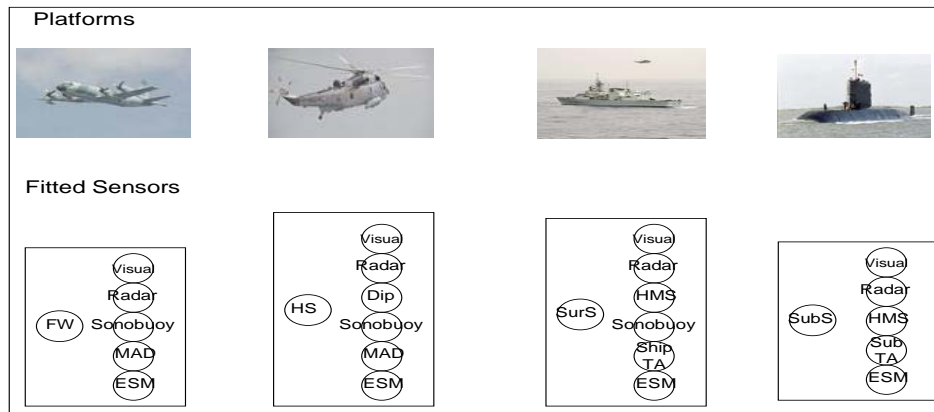 Platforms
Fitted Sensors
FW
Visual
Radar
Sonobuoy
MAD
ESM
HS
Visual
Radar
Dip
Sonobuoy
MAD
ESM
SurS
Visual
Radar
HMS
Sonobuoy
Ship
TA
ESM
SubS
Visual
Radar
HMS
Sub
TA
ESM